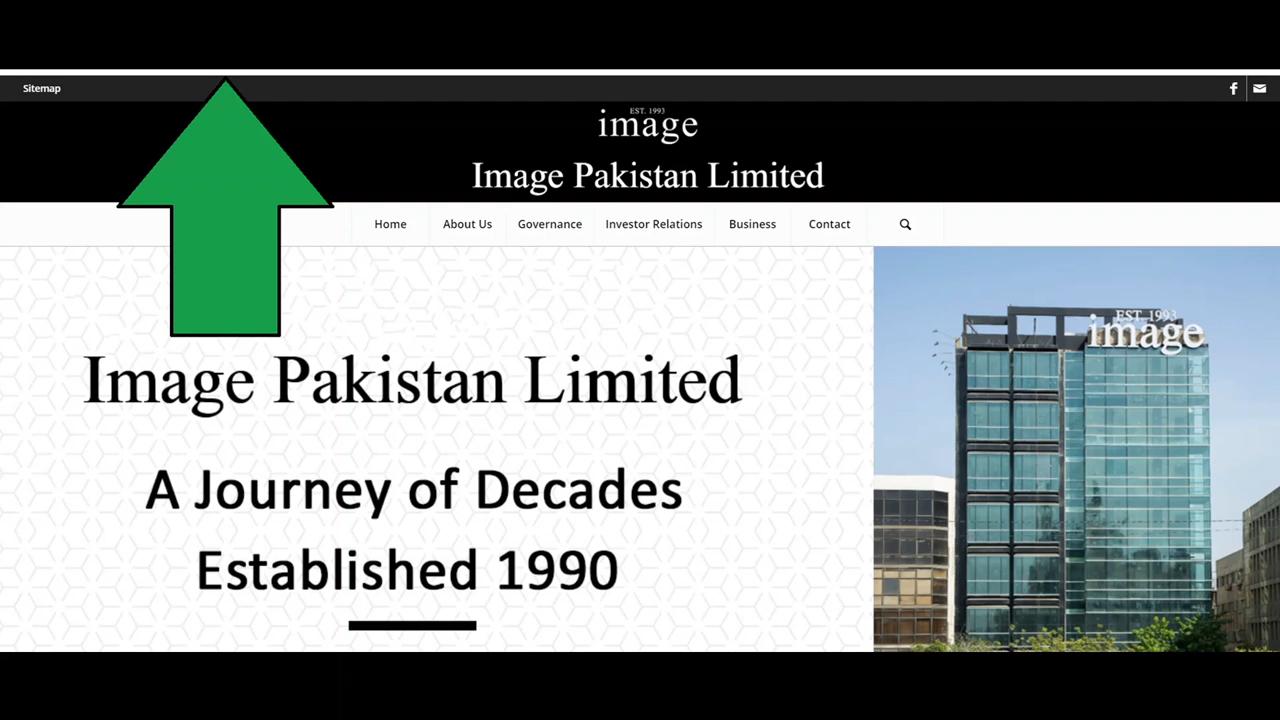 Sitemap
EST. 1993
image
Image Pakistan Limited
Home About Us Governance Investor Relations Business Contact
EST. 1993
image
Image Pakistan Limited
A Journey of Decades
Established 1990